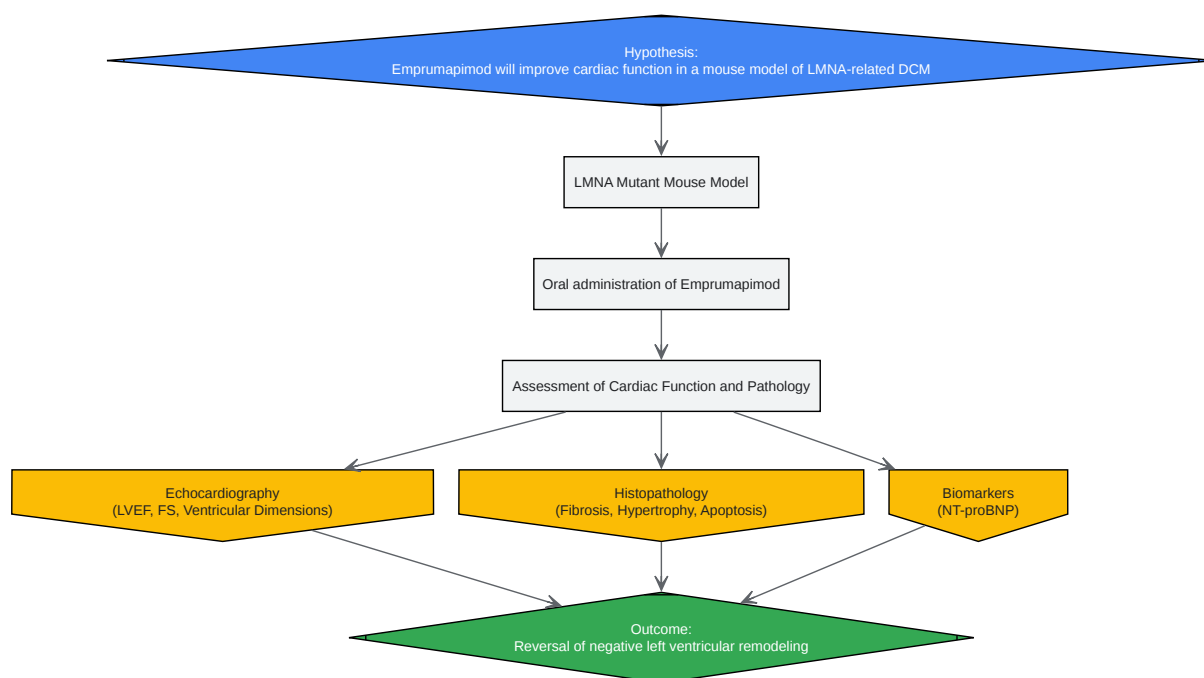 Hypothesis:
Emprumapimod will improve cardiac function in a mouse model of LMNA-related DCM
LMNA Mutant Mouse Model
Oral administration of Emprumapimod
Assessment of Cardiac Function and Pathology
Echocardiography
(LVEF, FS, Ventricular Dimensions)
Histopathology
(Fibrosis, Hypertrophy, Apoptosis)
Biomarkers
(NT-proBNP)
Outcome:
Reversal of negative left ventricular remodeling